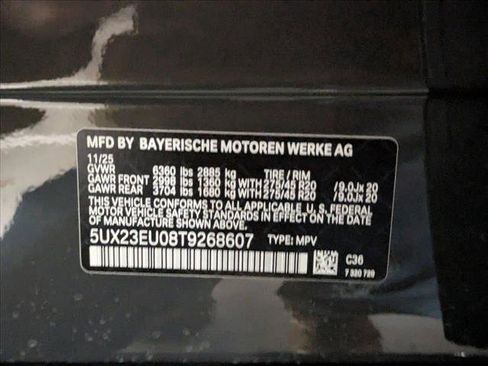 MFD BY BAYERISCHE MOTOREN WERKE AG
11/25
GVWR 6360 lbs 2885 kg TIRE / RIM
GAWR FRONT lbs 1360 kg WITH 275/45 R20 /9.0Jx 20
GAWR REAR 3704 lbs 1680 kg WITH 275/45 R20 /9.0Jx 20
THIS VEHICLE CONFORMS TO ALL APPLICABLE U.S. FEDERAL
MOTOR VEHICLE SAFETY
IN EFFECT ON THE DATE OF MANUFACTURE SHOWN ABOVE.
5UX23EU08T9268607 TYPE: MPV
C36
7 320 729